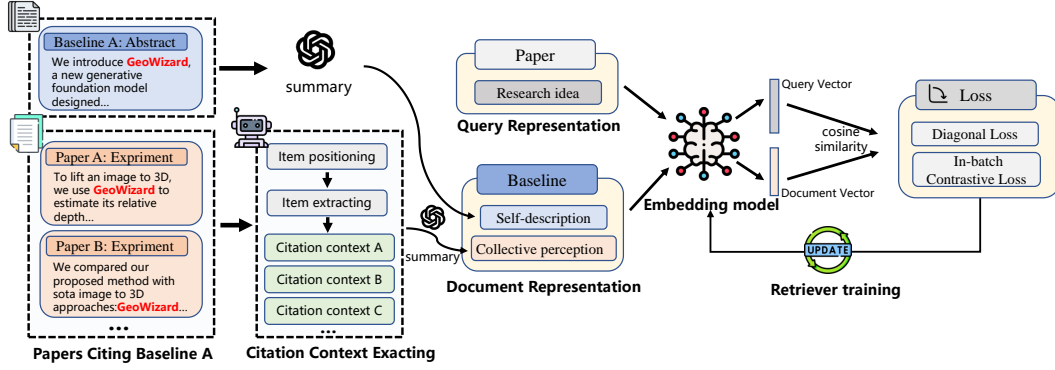 Baseline A: Abstract
We introduce GeoWizard,
a new generative
foundation model
designed...
summary
Paper A: Expriment
To lift an image to 3D,
we use GeoWizard to
estimate its relative
depth...
Paper B: Expriment
We compared our
proposed method with
sota image to 3D
approaches:GeoWizard...
...
Papers Citing Baseline A
Item positioning
Item extracting
Citation context A
Citation context B
Citation context C
...
Citation Context Exacting
summary
Paper
Research idea
Query Representation
Baseline
Self-description
Collective perception
Document Representation
Embedding model
Query Vector
cosine
similarity
Document Vector
Loss
Diagonal Loss
In-batch
Contrastive Loss
UPDATE
Retriever training